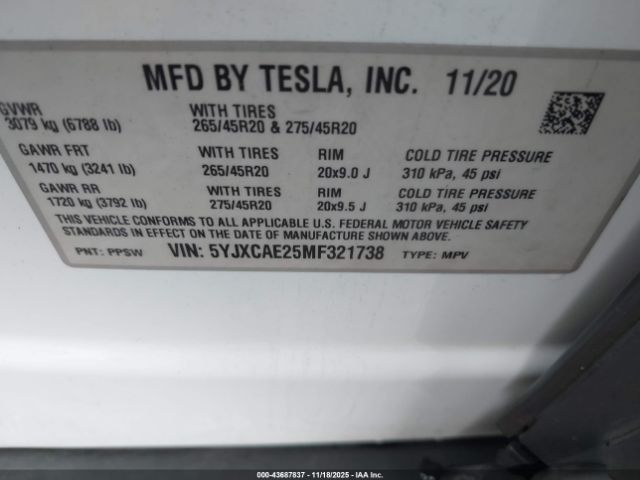 MFD BY TESLA, INC. 11/20
GVWR WITH TIRES
3079 kg (6788 lb) 265/45R20 & 275/45R20
GAWR FRT WITH TIRES RIM COLD TIRE PRESSURE
1470 kg (3241 lb) 265/45R20 20x9.0 J 310 kPa, 45 psi
GAWR RR WITH TIRES RIM COLD TIRE PRESSURE
1720 kg (3792 lb) 275/45R20 20x9.5 J 310 kPa, 45 psi
THIS VEHICLE CONFORMS TO ALL APPLICABLE U.S. FEDERAL MOTOR VEHICLE SAFETY
STANDARDS IN EFFECT ON THE DATE OF MANUFACTURE SHOWN ABOVE.
PNT: PPSW VIN: 5YJXCAE25MF321738 TYPE: MPV
000-43687837 - 11/18/2025 - IAA Inc.